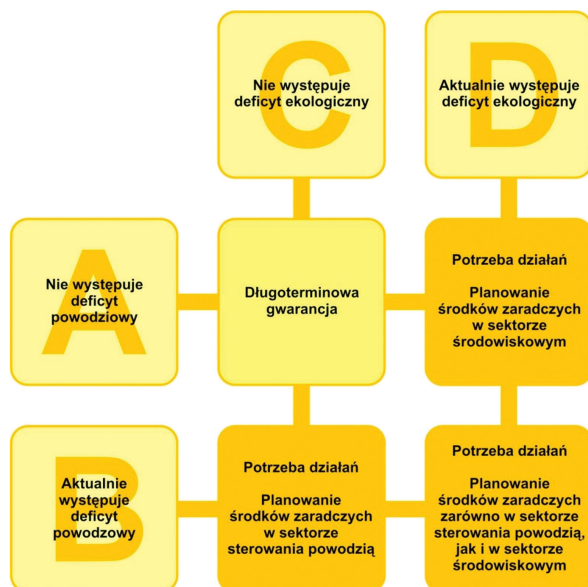 C
Nie występuje
deficyt ekologiczny
D
Aktualnie występuje
deficyt ekologiczny
A
Nie występuje
deficyt
powodziowy
Długoterminowa
gwarancja
Potrzeba działań
Planowanie
środków zaradczych
w sektorze
środowiskowym
B
Aktualnie
występuje
deficyt
powodzowy
Potrzeba działań
Planowanie
środków zaradczych
w sektorze
sterowania powodzią
Potrzeba działań
Planowanie
środków zaradczych
zarówno w sektorze
sterowania powodzią,
jak i w sektorze
środowiskowym